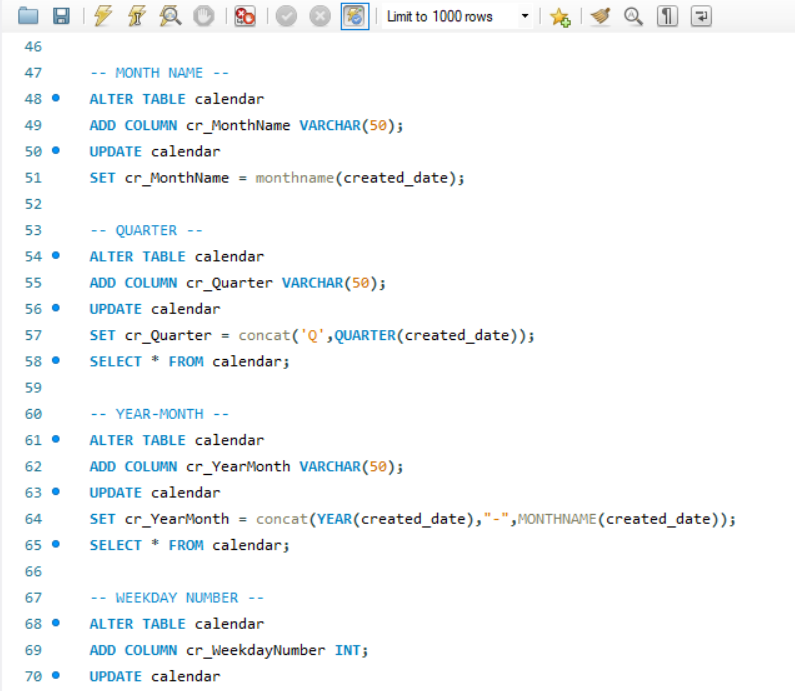 Limit to 1000 rows
46
47 -- MONTH NAME --
48 ALTER TABLE calendar
49 ADD COLUMN cr_MonthName VARCHAR(50);
50 UPDATE calendar
51 SET cr_MonthName = monthname(created_date);
52
53 -- QUARTER --
54 ALTER TABLE calendar
55 ADD COLUMN cr_Quarter VARCHAR(50);
56 UPDATE calendar
57 SET cr_Quarter = concat('Q',QUARTER(created_date));
58 SELECT * FROM calendar;
59
60 -- YEAR-MONTH --
61 ALTER TABLE calendar
62 ADD COLUMN cr_YearMonth VARCHAR(50);
63 UPDATE calendar
64 SET cr_YearMonth = concat(YEAR(created_date),"-",MONTHNAME(created_date));
65 SELECT * FROM calendar;
66
67 -- WEEKDAY NUMBER --
68 ALTER TABLE calendar
69 ADD COLUMN cr_WeekdayNumber INT;
70 UPDATE calendar